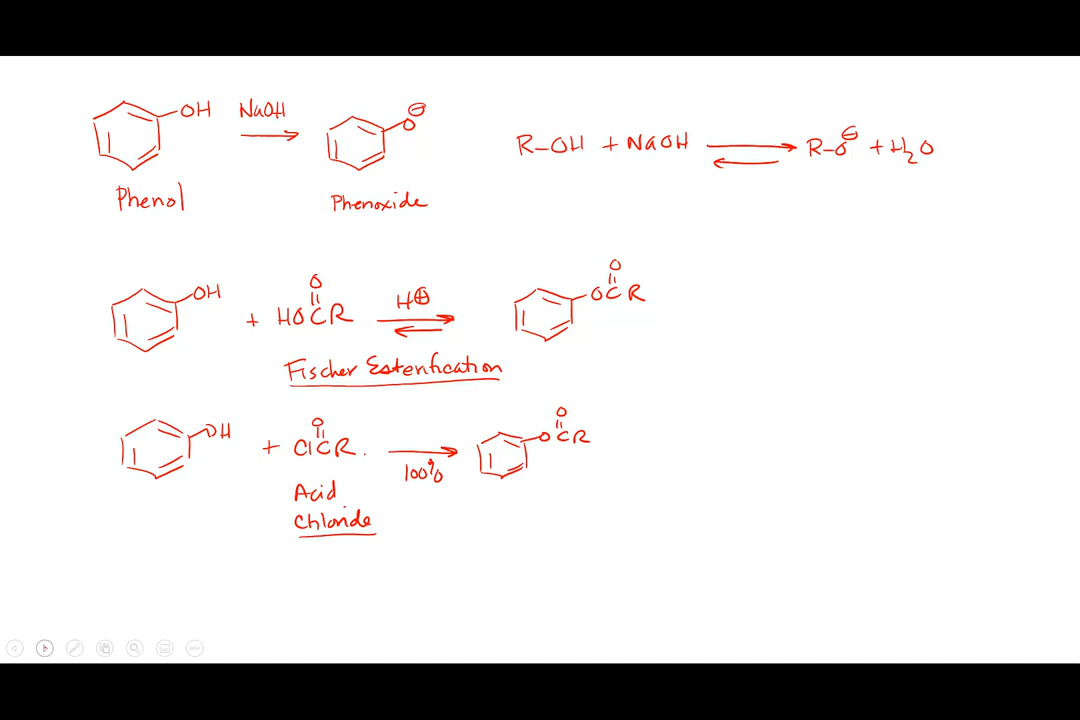 OH NaOH O⊖
R-OH + NaOH ⇌ R-O⊖ + H2O
Phenol Phenoxide
OH + HOCR O H⊕ OCR O
Fischer Esterification
OH + ClCR O . 100% OCR O
Acid
Chloride